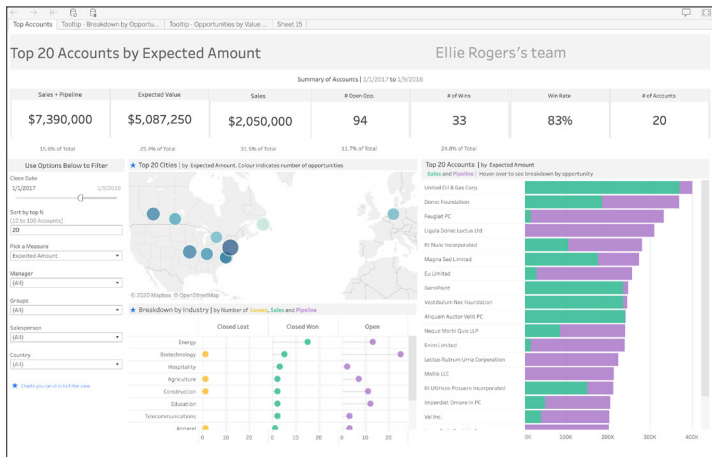 Top Accounts
Tooltip - Breakdown by Opportu...
Tooltip - Opportunities by Value ...
Sheet 15
Top 20 Accounts by Expected Amount
Ellie Rogers's team
Summary of Accounts | 1/1/2017 to 1/9/2018
Sales + Pipeline
Expected Value
Sales
# Open Opp.
# of Wins
Win Rate
# of Accounts
$7,390,000
$5,087,250
$2,050,000
94
33
83%
20
15.6% of Total
25.4% of Total
31.9% of Total
11.7% of Total
24.8% of Total
Use Options Below to Filter
Close Date
1/1/2017
1/9/2018
Sort by top N
(10 to 100 Accounts)
20
Pick a Measure
Expected Amount
Manager
(All)
Groups
(All)
Salesperson
(All)
Country
(All)
Top 20 Cities | by Expected Amount. Colour indicates number of opportunities
© 2020 Mapbox © OpenStreetMap
Breakdown by Industry | by Number of Losses, Sales and Pipeline
Closed Lost
Closed Won
Open
Energy
Biotechnology
Hospitality
Agriculture
Construction
Education
Telecommunications
Apparel
0 10 20
0 10 20
0 10 20
Top 20 Accounts | by Expected Amount
Sales and Pipeline | Hover over to see breakdown by opportunity
United Oil & Gas Corp.
Donec Foundation
Feugiat PC
Ligula Donec Luctus Ltd
Et Nunc Incorporated
Magna Sed Limited
Eu Limited
GenePoint
Vestibulum Nec Foundation
Aliquam Auctor Velit PC
Neque Morbi Quis LLP
Enim Limited
Lectus Rutrum Urna Corporation
Mollis LLC
Et Ultrices Posuere Incorporated
Imperdiet Ornare In PC
Val Inc.
0K 100K 200K 300K 400K